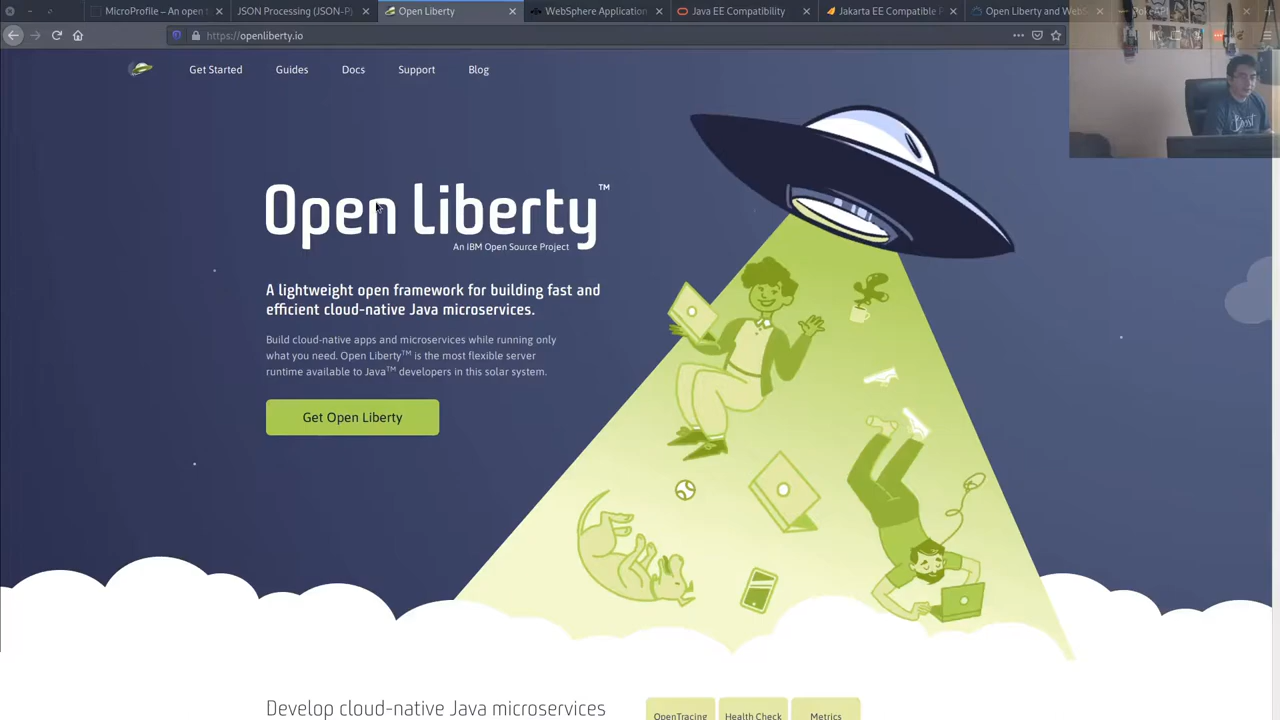 MicroProfile – An open
JSON Processing (JSON-P
Open Liberty
WebSphere Application
Java EE Compatibility
Jakarta EE Compatible P
Open Liberty and Web
https://openliberty.io
Get Started
Guides
Docs
Support
Blog
Open Liberty™
An IBM Open Source Project
A lightweight open framework for building fast and
efficient cloud-native Java microservices.
Build cloud-native apps and microservices while running only
what you need. Open Liberty™ is the most flexible server
runtime available to Java™ developers in this solar system.
Get Open Liberty
Develop cloud-native Java microservices
OpenTracing
Health Check
Metrics